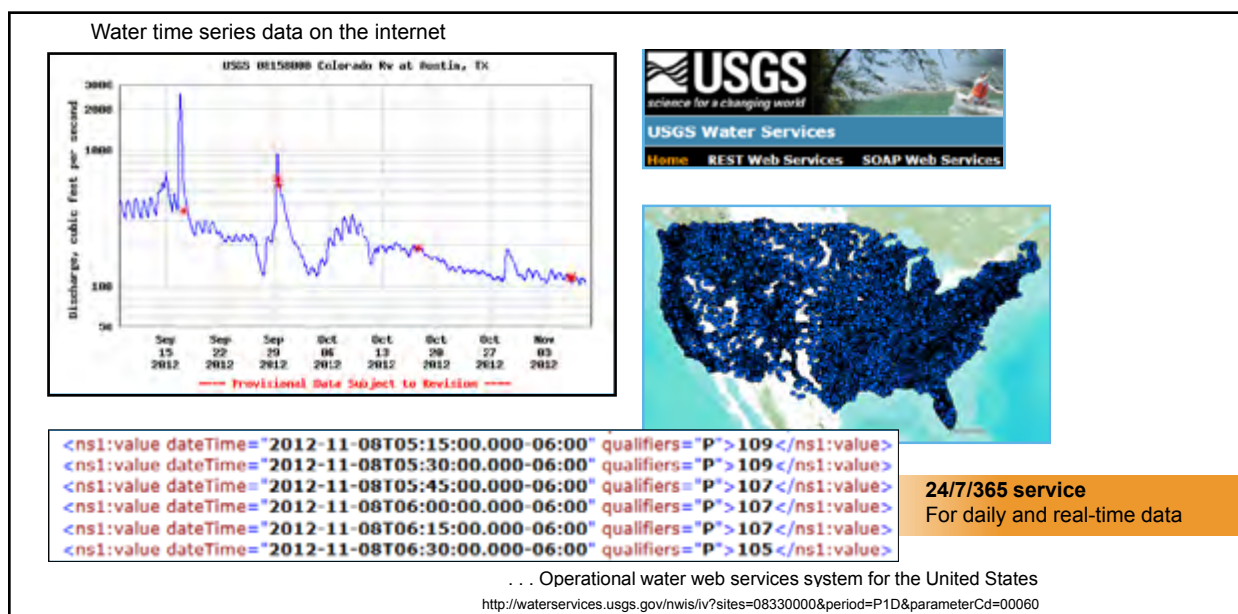 Water time series data on the internet
USGS 08158000 Colorado Rv at Austin, TX
Discharge, cubic feet per second
3000
2000
1000
100
50
Sep 15 2012
Sep 22 2012
Sep 29 2012
Oct 06 2012
Oct 13 2012
Oct 20 2012
Oct 27 2012
Nov 03 2012
---- Provisional Data Subject to Revision ----
USGS
science for a changing world
USGS Water Services
Home REST Web Services SOAP Web Services
<ns1:value dateTime="2012-11-08T05:15:00.000-06:00" qualifiers="P">109</ns1:value>
<ns1:value dateTime="2012-11-08T05:30:00.000-06:00" qualifiers="P">109</ns1:value>
<ns1:value dateTime="2012-11-08T05:45:00.000-06:00" qualifiers="P">107</ns1:value>
<ns1:value dateTime="2012-11-08T06:00:00.000-06:00" qualifiers="P">107</ns1:value>
<ns1:value dateTime="2012-11-08T06:15:00.000-06:00" qualifiers="P">107</ns1:value>
<ns1:value dateTime="2012-11-08T06:30:00.000-06:00" qualifiers="P">105</ns1:value>
24/7/365 service
For daily and real-time data
. . . Operational water web services system for the United States
http://waterservices.usgs.gov/nwis/iv?sites=08330000&period=P1D&parameterCd=00060